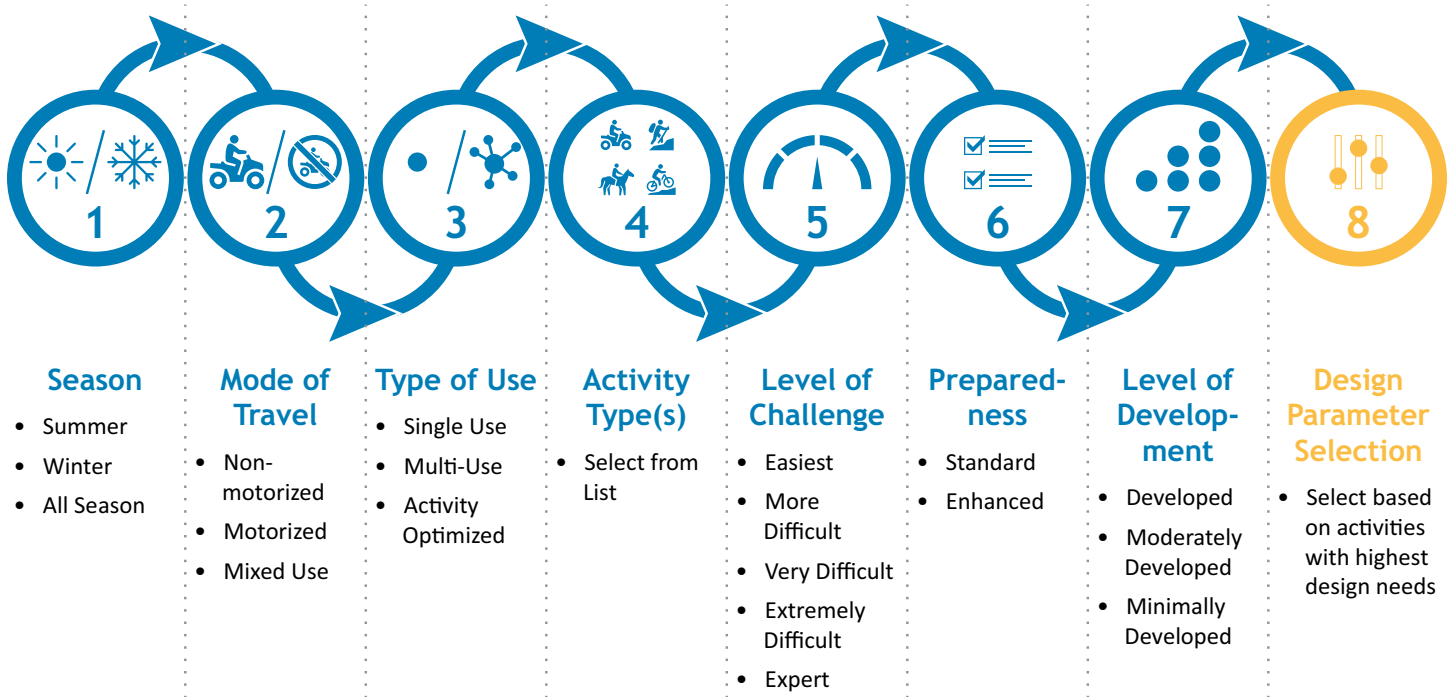 1
2
3
4
5
6
7
8
Season
• Summer
• Winter
• All Season
Mode of
Travel
• Non-
motorized
• Motorized
• Mixed Use
Type of Use
• Single Use
• Multi-Use
• Activity
Optimized
Activity
Type(s)
• Select from
List
Level of
Challenge
• Easiest
• More
Difficult
• Very Difficult
• Extremely
Difficult
• Expert
Prepared-
ness
• Standard
• Enhanced
Level of
Develop-
ment
• Developed
• Moderately
Developed
• Minimally
Developed
Design
Parameter
Selection
• Select based
on activities
with highest
design needs